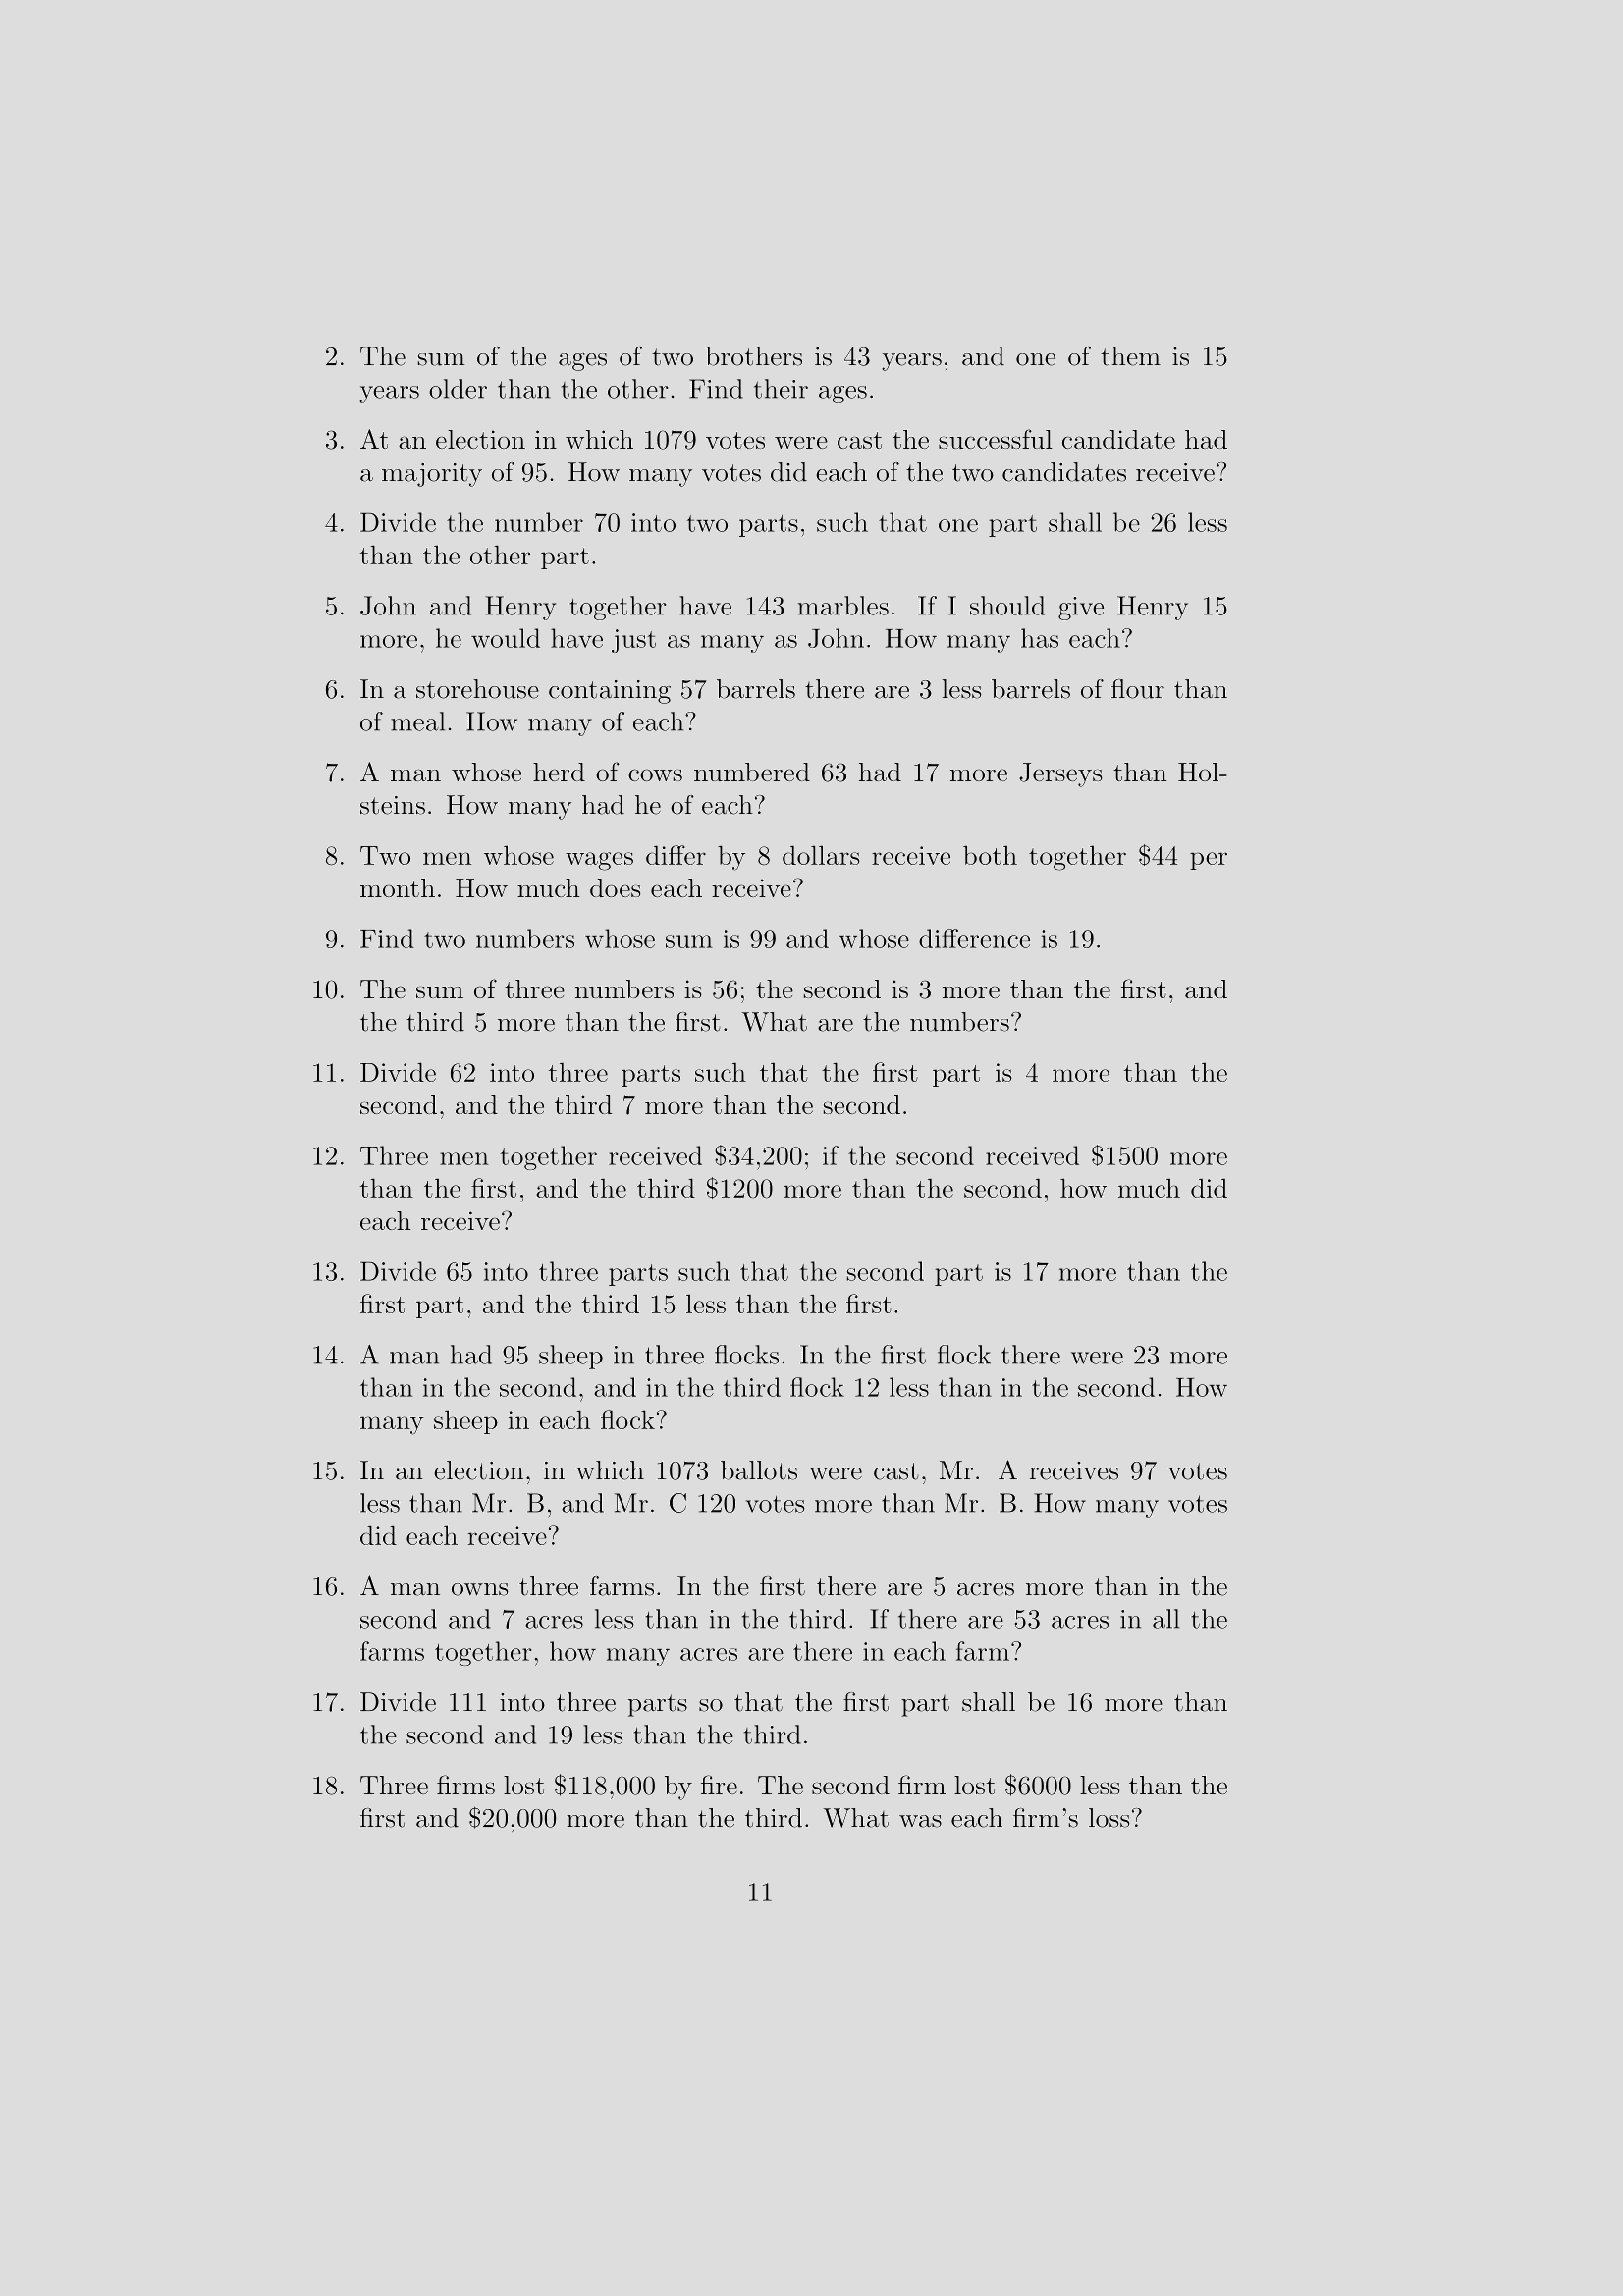 2. The sum of the ages of two brothers is 43 years, and one of them is 15
years older than the other. Find their ages.
3. At an election in which 1079 votes were cast the successful candidate had
a majority of 95. How many votes did each of the two candidates receive?
4. Divide the number 70 into two parts, such that one part shall be 26 less
than the other part.
5. John and Henry together have 143 marbles. If I should give Henry 15
more, he would have just as many as John. How many has each?
6. In a storehouse containing 57 barrels there are 3 less barrels of flour than
of meal. How many of each?
7. A man whose herd of cows numbered 63 had 17 more Jerseys than Hol-
steins. How many had he of each?
8. Two men whose wages differ by 8 dollars receive both together $44 per
month. How much does each receive?
9. Find two numbers whose sum is 99 and whose difference is 19.
10. The sum of three numbers is 56; the second is 3 more than the first, and
the third 5 more than the first. What are the numbers?
11. Divide 62 into three parts such that the first part is 4 more than the
second, and the third 7 more than the second.
12. Three men together received $34,200; if the second received $1500 more
than the first, and the third $1200 more than the second, how much did
each receive?
13. Divide 65 into three parts such that the second part is 17 more than the
first part, and the third 15 less than the first.
14. A man had 95 sheep in three flocks. In the first flock there were 23 more
than in the second, and in the third flock 12 less than in the second. How
many sheep in each flock?
15. In an election, in which 1073 ballots were cast, Mr. A receives 97 votes
less than Mr. B, and Mr. C 120 votes more than Mr. B. How many votes
did each receive?
16. A man owns three farms. In the first there are 5 acres more than in the
second and 7 acres less than in the third. If there are 53 acres in all the
farms together, how many acres are there in each farm?
17. Divide 111 into three parts so that the first part shall be 16 more than
the second and 19 less than the third.
18. Three firms lost $118,000 by fire. The second firm lost $6000 less than the
first and $20,000 more than the third. What was each firm's loss?
11